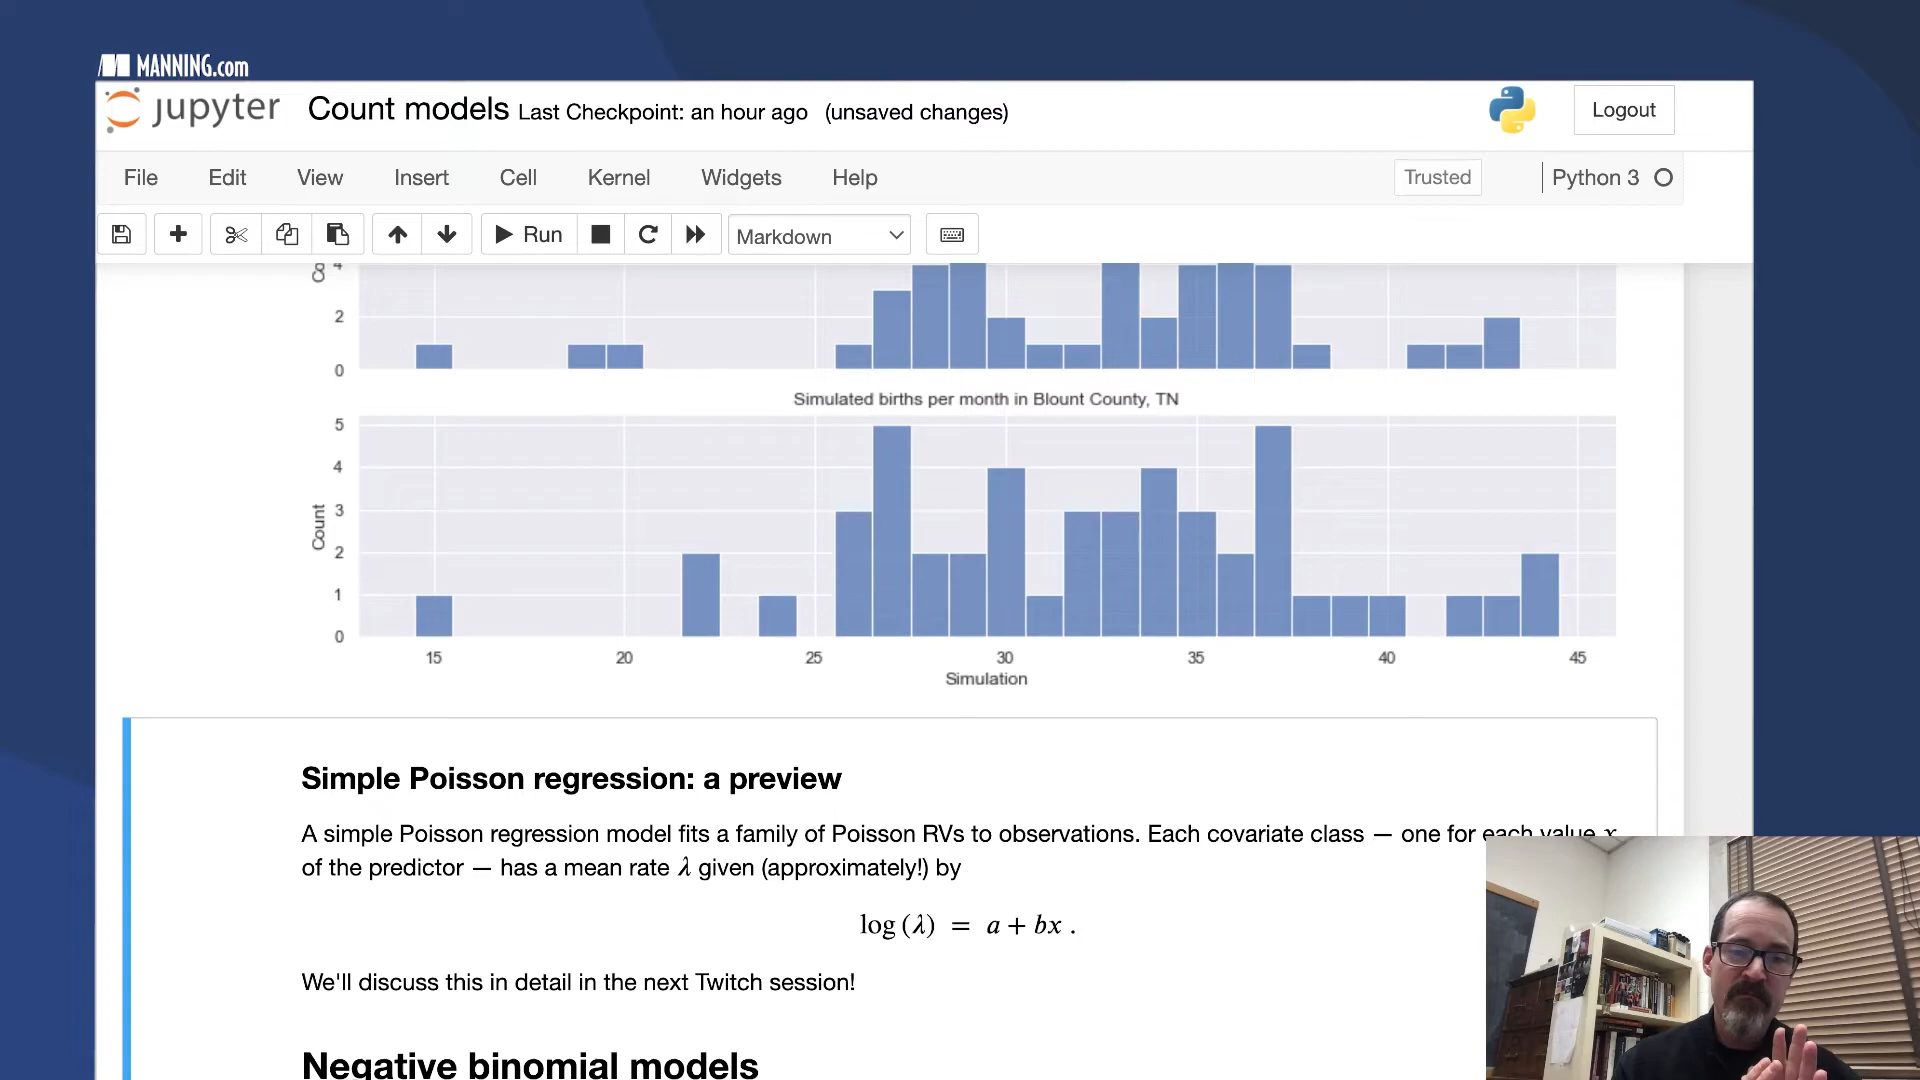 MANNING.com
jupyter Count models Last Checkpoint: an hour ago (unsaved changes) Logout
File Edit View Insert Cell Kernel Widgets Help Trusted Python 3
Run Markdown
4
2
0
Simulated births per month in Blount County, TN
5
4
3
2
1
0
Count
15 20 25 30 35 40 45
Simulation
Simple Poisson regression: a preview
A simple Poisson regression model fits a family of Poisson RVs to observations. Each covariate class — one for each value x
of the predictor — has a mean rate λ given (approximately!) by
log (λ) = a + bx .
We'll discuss this in detail in the next Twitch session!
Negative binomial models